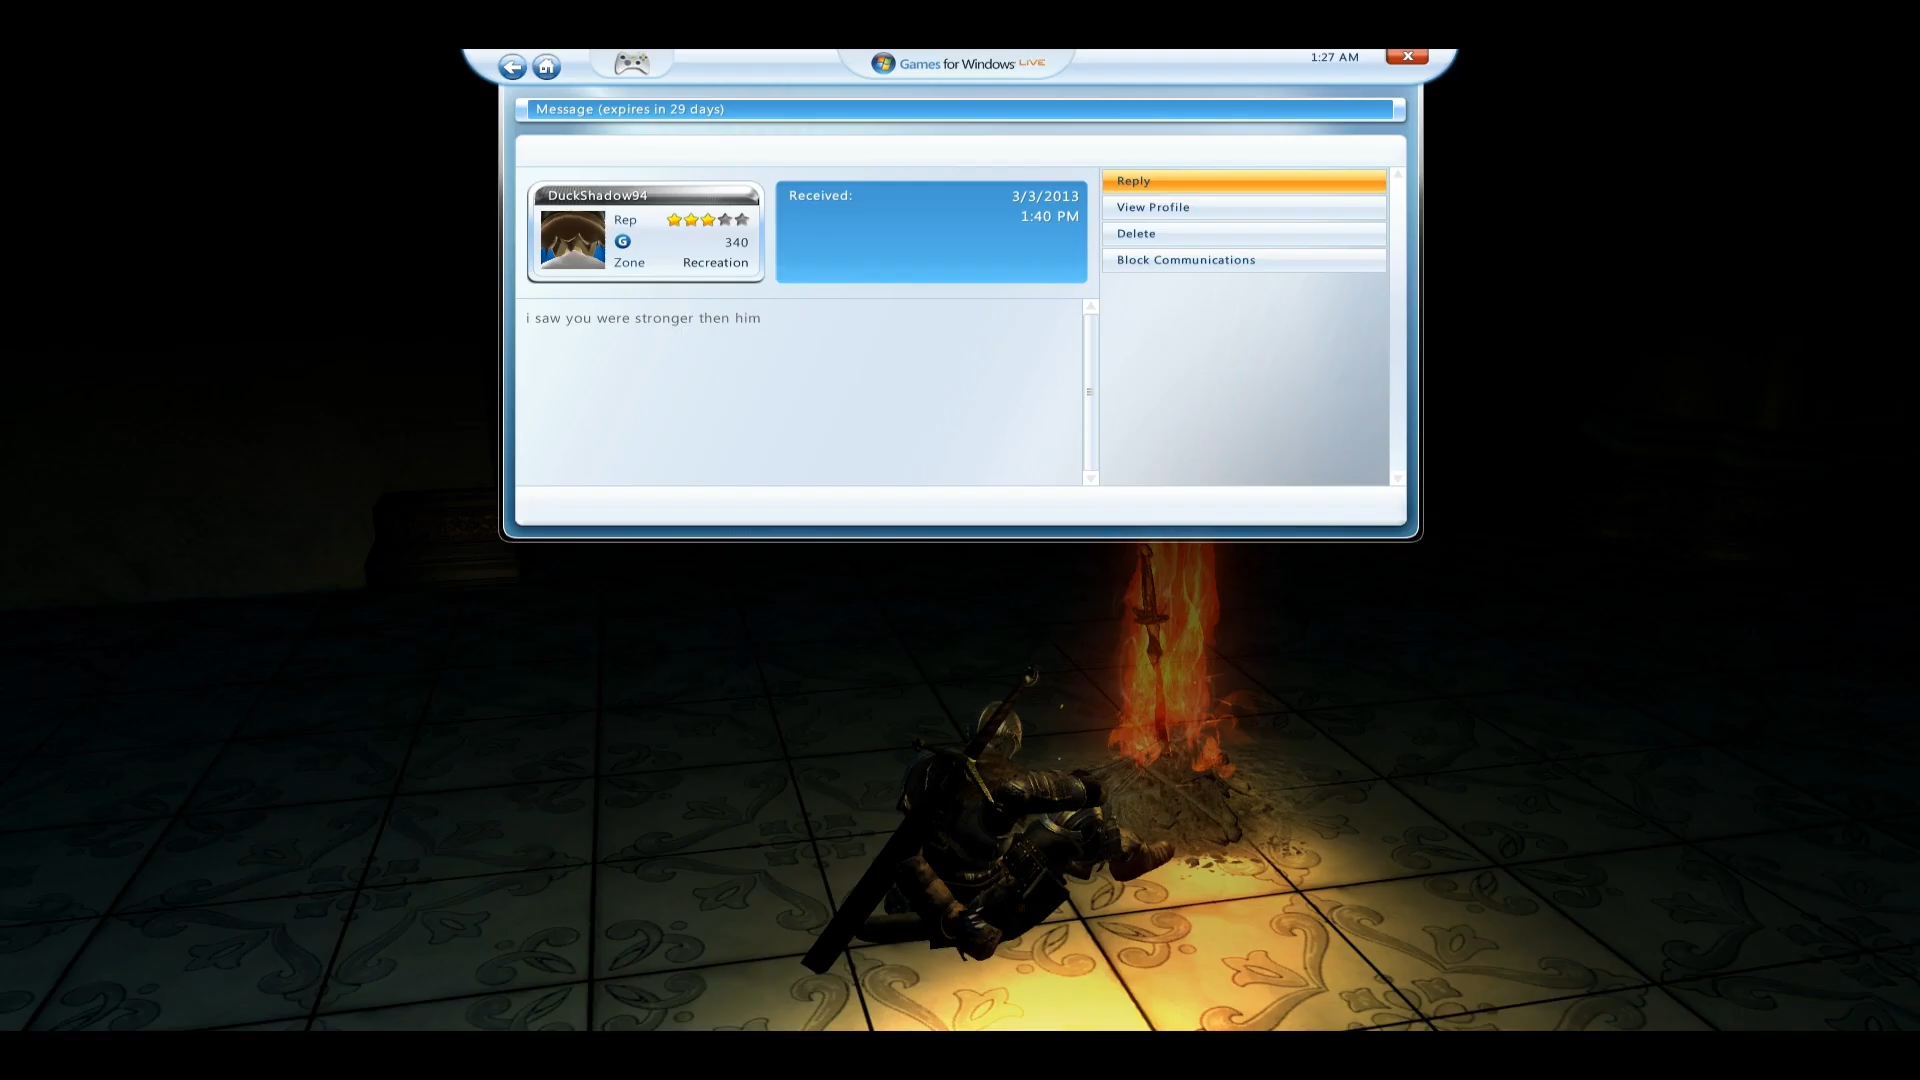 Games for Windows LIVE
1:27 AM
Message (expires in 29 days)
DuckShadow94
Rep
G 340
Zone Recreation
Received: 3/3/2013
1:40 PM
Reply
View Profile
Delete
Block Communications
i saw you were stronger then him